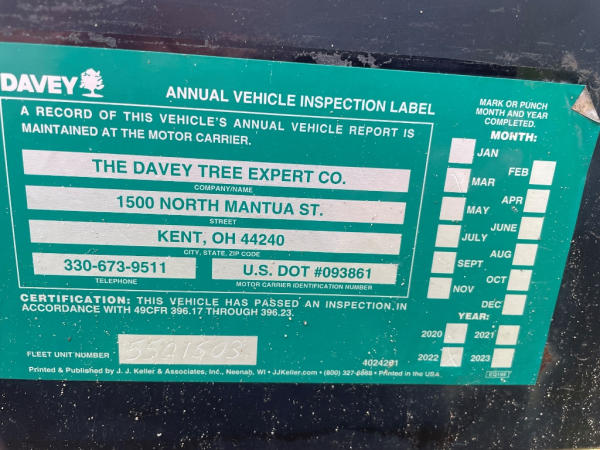 DAVEY
ANNUAL VEHICLE INSPECTION LABEL
A RECORD OF THIS VEHICLE'S ANNUAL VEHICLE REPORT IS
MAINTAINED AT THE MOTOR CARRIER.
THE DAVEY TREE EXPERT CO.
COMPANY/NAME
1500 NORTH MANTUA ST.
STREET
KENT, OH 44240
CITY, STATE, ZIP CODE
330-673-9511
TELEPHONE
U.S. DOT #093861
MOTOR CARRIER IDENTIFICATION NUMBER
CERTIFICATION: THIS VEHICLE HAS PASSED AN INSPECTION IN
ACCORDANCE WITH 49CFR 396.17 THROUGH 396.23.
FLEET UNIT NUMBER
4024261
Printed & Published by J. J. Keller & Associates, Inc., Neenah, WI • JJKeller.com • (800) 327-6868 • Printed in the USA
MARK OR PUNCH
MONTH AND YEAR
COMPLETED.
MONTH:
JAN
FEB
MAR
APR
MAY
JUNE
JULY
AUG
SEPT
OCT
NOV
DEC
YEAR:
2020
2021
2022
2023